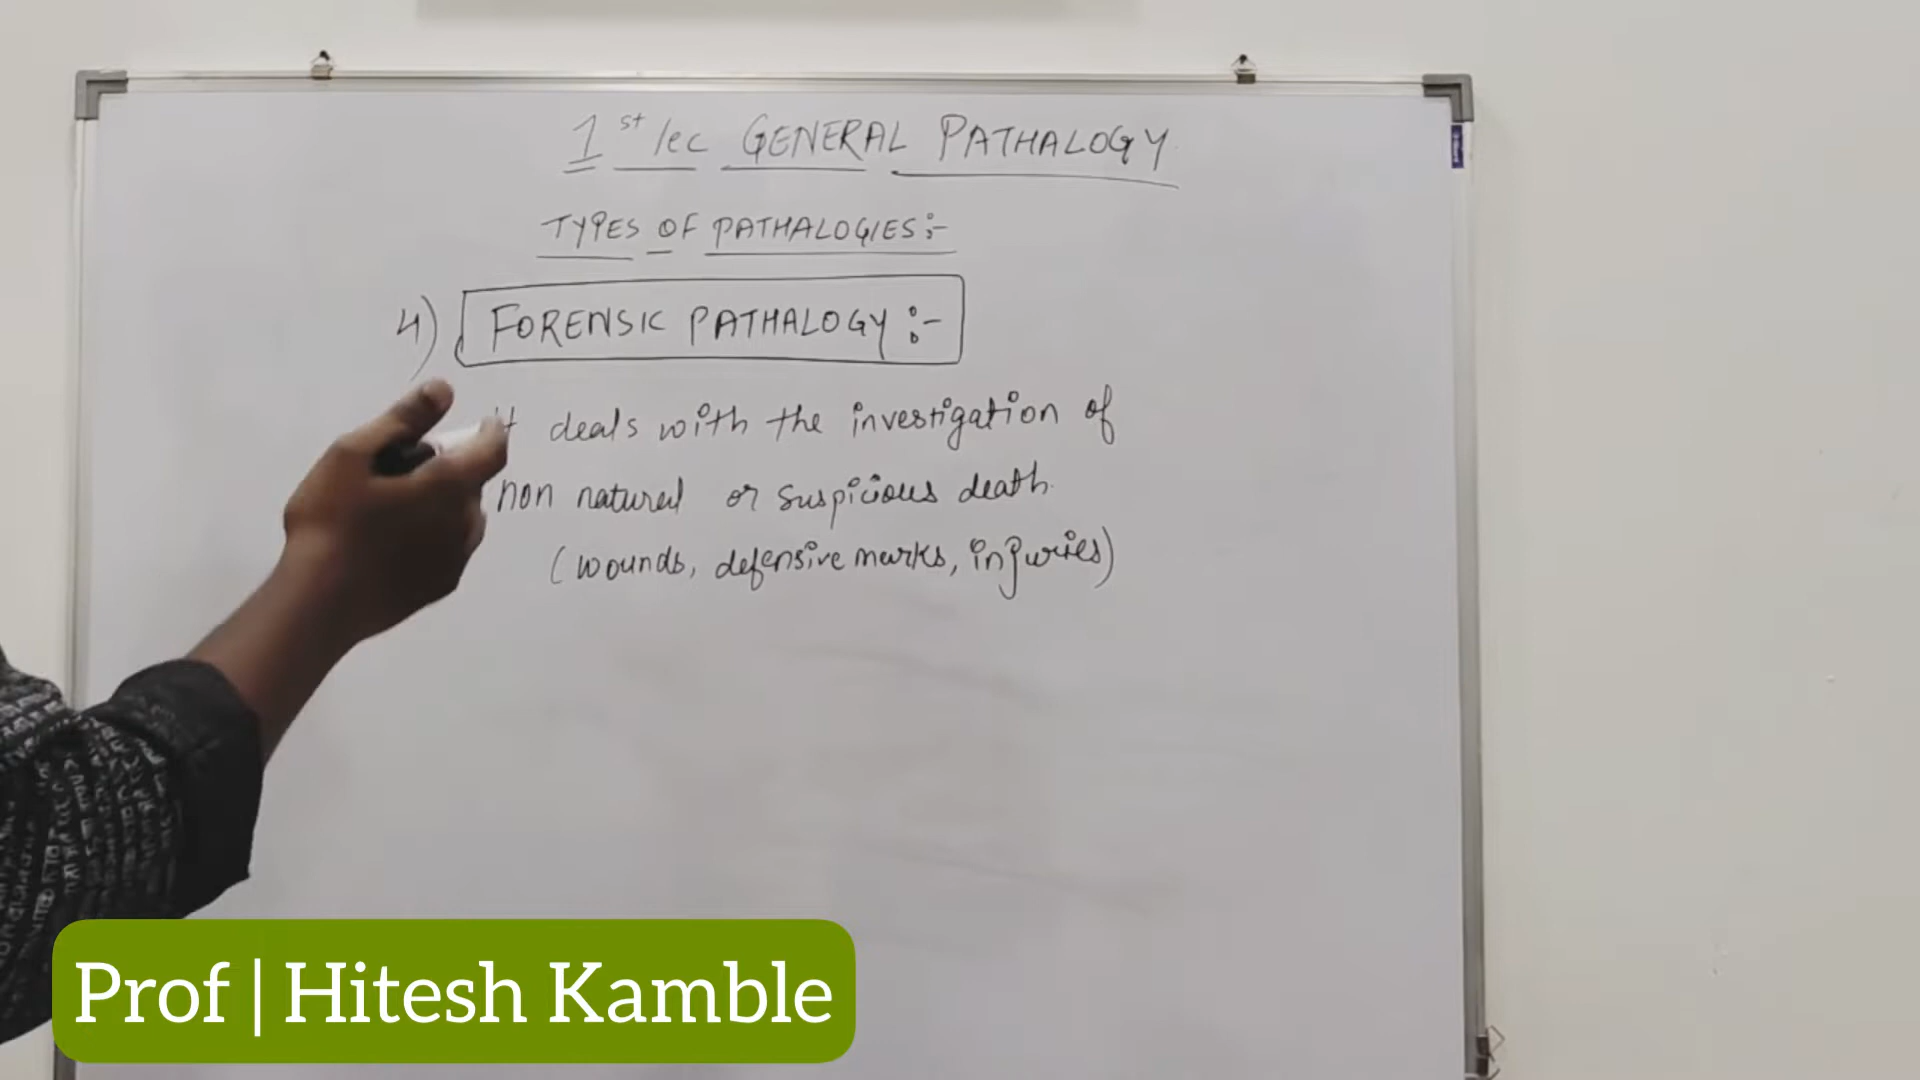 1st lec GENERAL PATHALOGY
TYPES OF PATHALOGIES:-
4) FORENSIC PATHALOGY:-
deals with the investigation of
non natural or suspicious death.
(wounds, defensive marks, injuries)
Prof | Hitesh Kamble